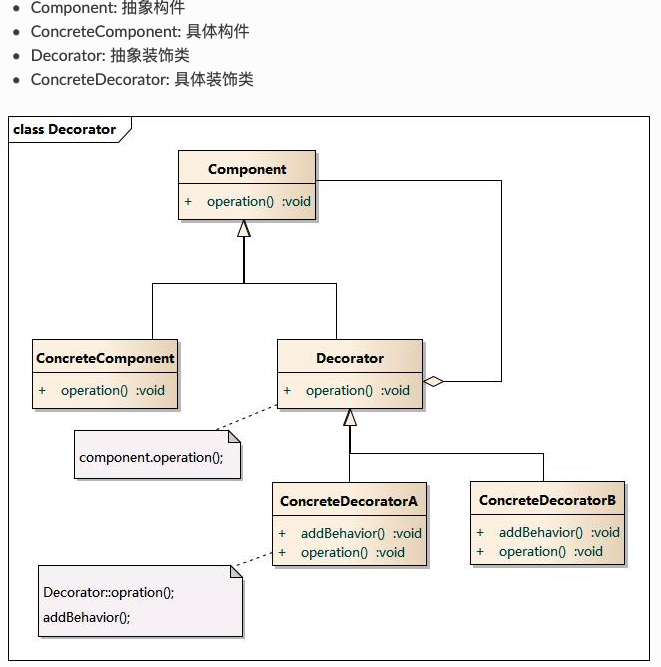 Component: 抽象构件
ConcreteComponent: 具体构件
Decorator: 抽象装饰类
ConcreteDecorator: 具体装饰类
class Decorator
Component
+ operation() :void
ConcreteComponent
+ operation() :void
Decorator
+ operation() :void
component.operation();
ConcreteDecoratorA
+ addBehavior() :void
+ operation() :void
ConcreteDecoratorB
+ addBehavior() :void
+ operation() :void
Decorator::opration();
addBehavior();